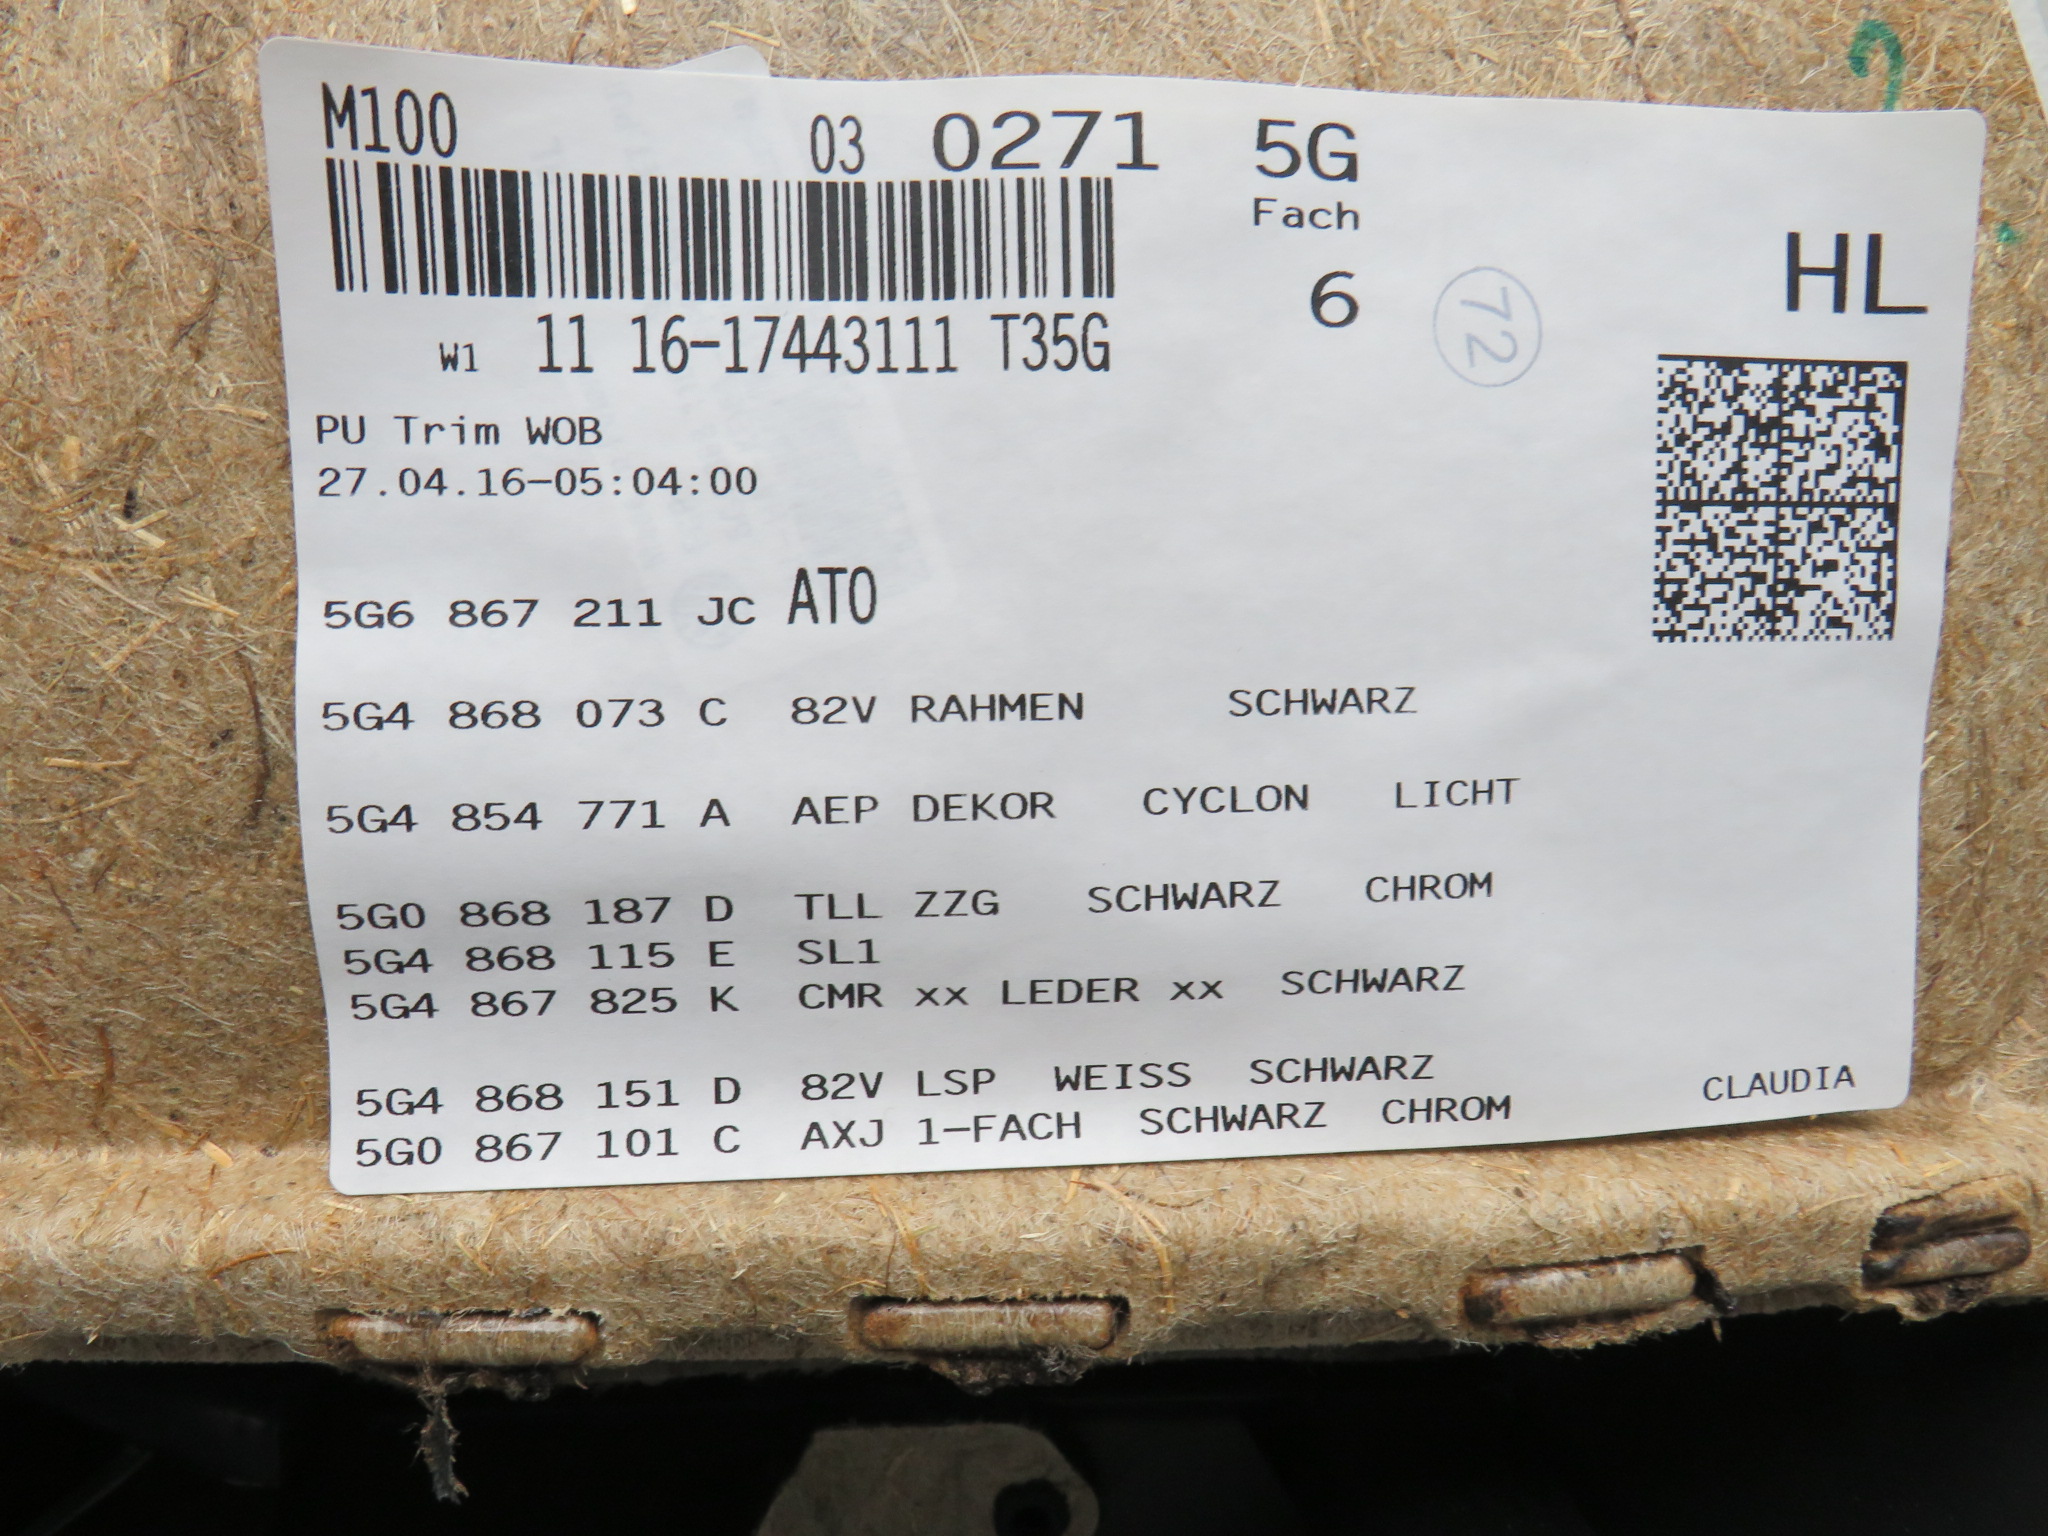 M100 03 0271 5G
Fach
HL
6
72
W1 11 16-17443111 T35G
PU Trim WOB
27.04.16-05:04:00
5G6 867 211 JC ATO
5G4 868 073 C 82V RAHMEN SCHWARZ
5G4 854 771 A AEP DEKOR CYCLON LICHT
5G0 868 187 D TLL ZZG SCHWARZ CHROM
5G4 868 115 E SL1
5G4 867 825 K CMR xx LEDER xx SCHWARZ
5G4 868 151 D 82V LSP WEISS SCHWARZ
5G0 867 101 C AXJ 1-FACH SCHWARZ CHROM
CLAUDIA